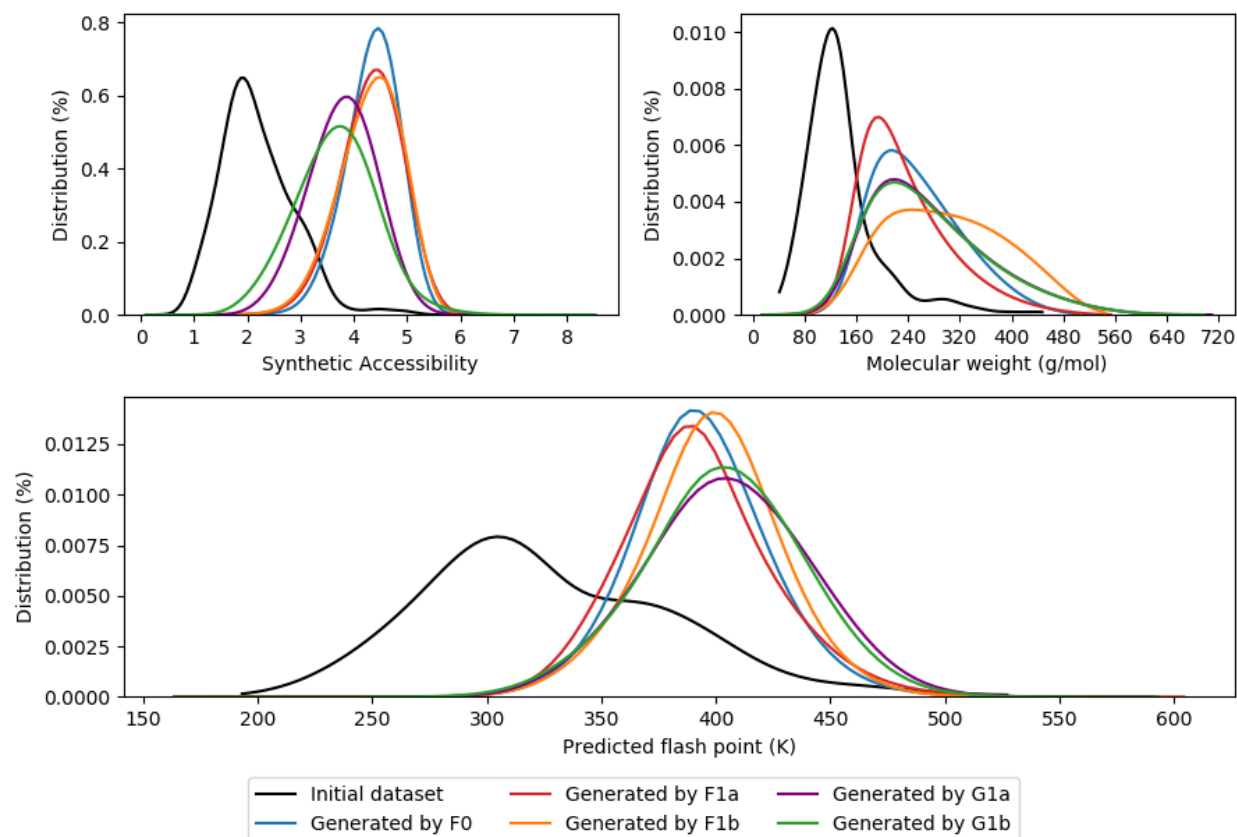 0.8
0.6
0.4
0.2
0.0
Distribution (%)
0 1 2 3 4 5 6 7 8
Synthetic Accessibility
0.010
0.008
0.006
0.004
0.002
0.000
Distribution (%)
0 80 160 240 320 400 480 560 640 720
Molecular weight (g/mol)
0.0125
0.0100
0.0075
0.0050
0.0025
0.0000
Distribution (%)
150 200 250 300 350 400 450 500 550 600
Predicted flash point (K)
Initial dataset
Generated by F0
Generated by F1a
Generated by F1b
Generated by G1a
Generated by G1b